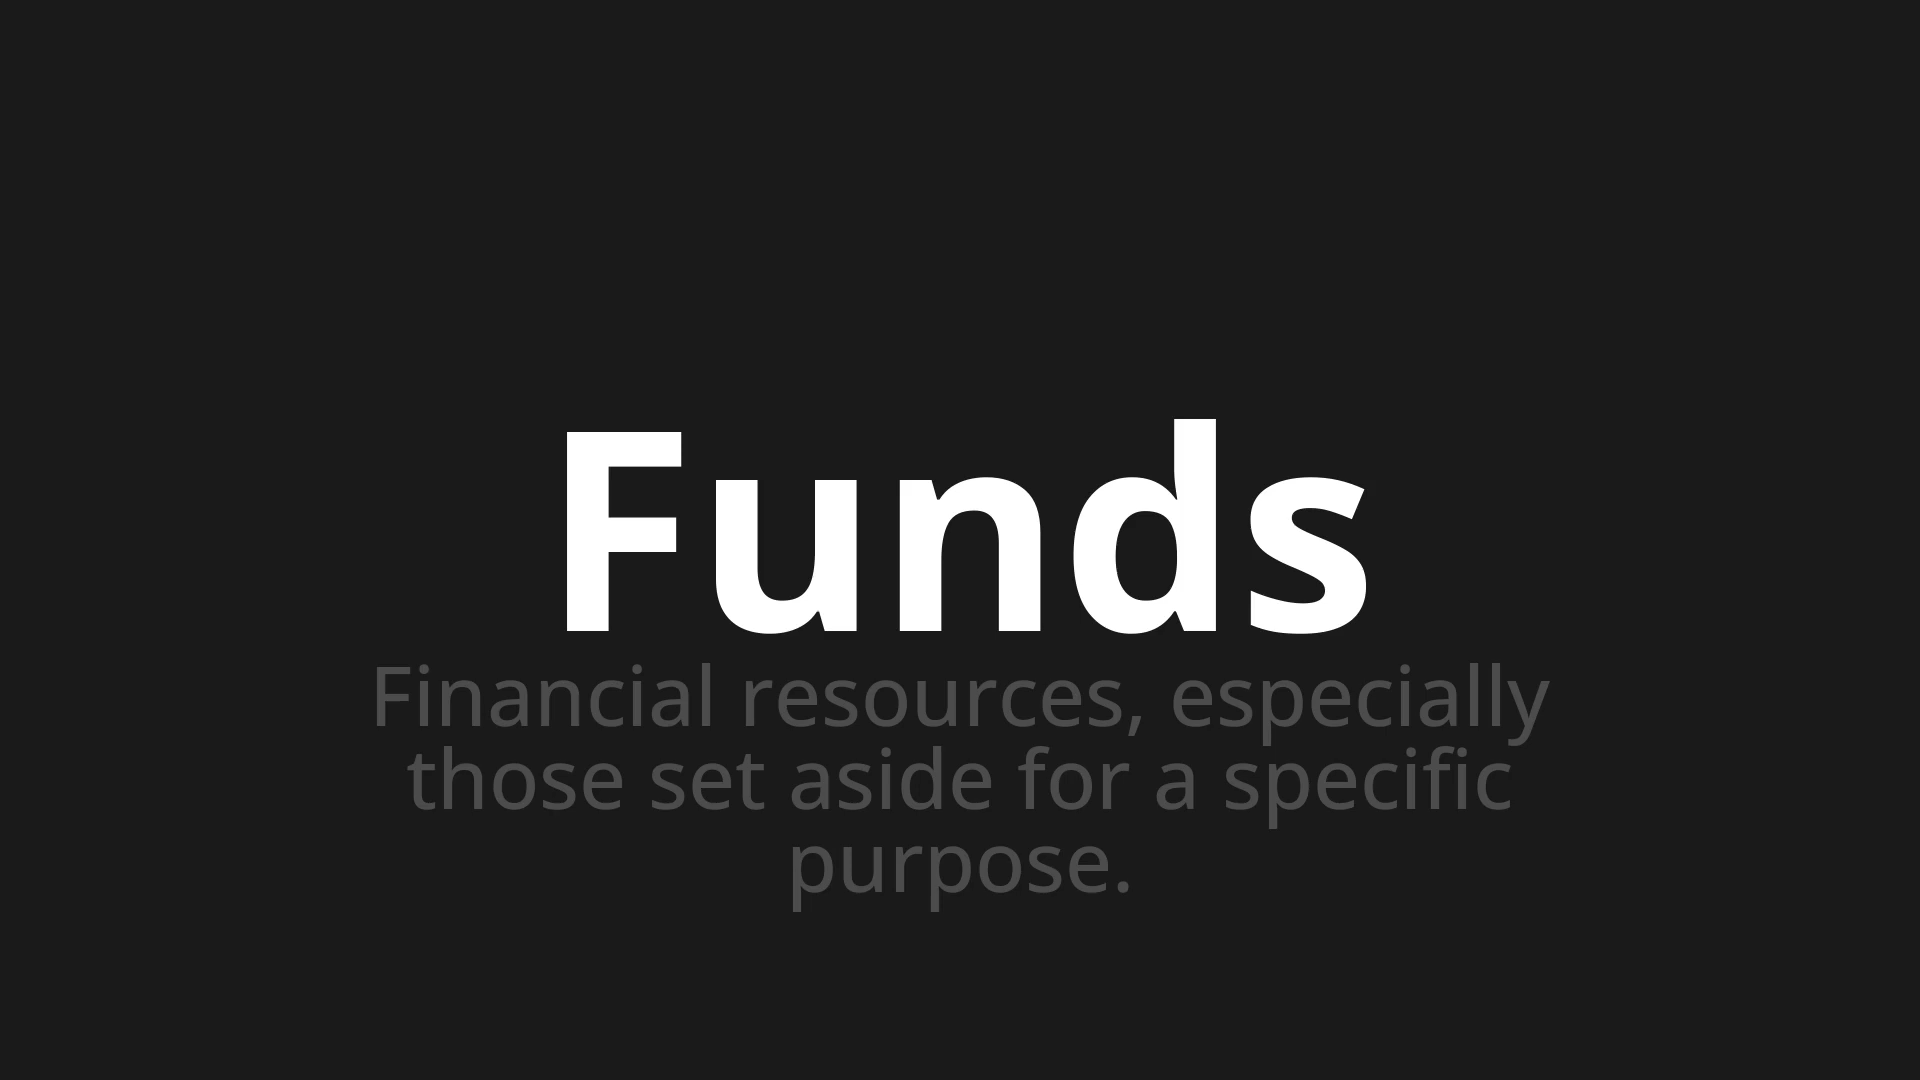 Funds
Financial resources, especially
those set aside for a specific
purpose.